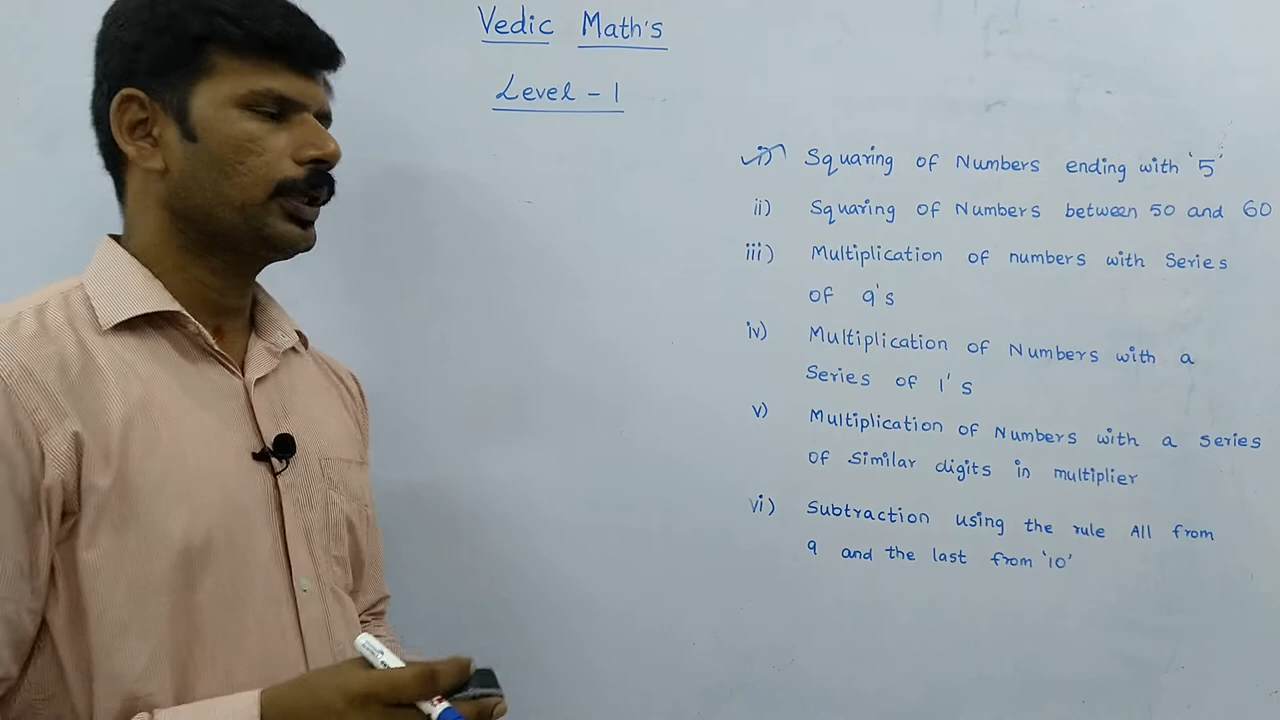 Vedic Math's
Level - 1
i) Squaring of Numbers ending with '5'
ii) Squaring of Numbers between 50 and 60
iii) Multiplication of numbers with Series
of 9's
iv) Multiplication of Numbers with a
Series of 1's
v) Multiplication of Numbers with a series
of similar digits in multiplier
vi) Subtraction using the rule All from
9 and the last from '10'